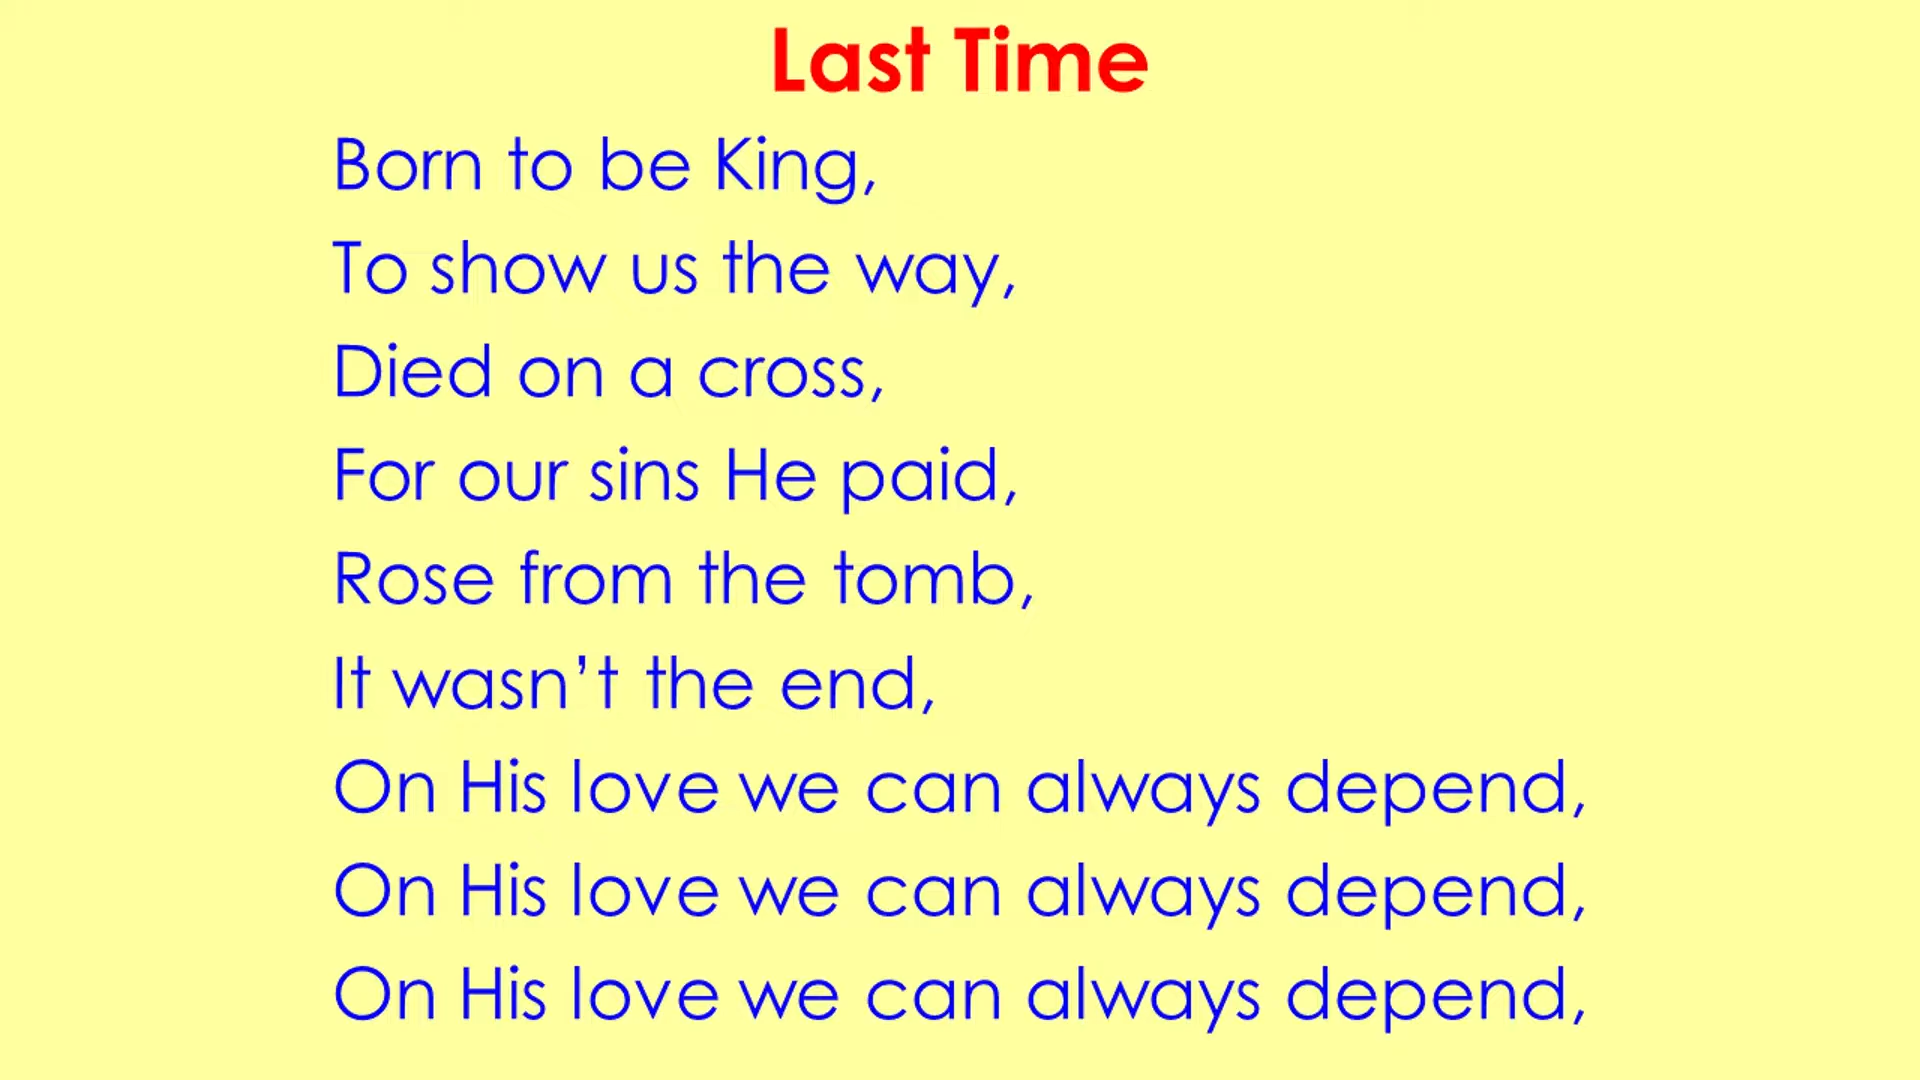 Last Time
Born to be King,
To show us the way,
Died on a cross,
For our sins He paid,
Rose from the tomb,
It wasn’t the end,
On His love we can always depend,
On His love we can always depend,
On His love we can always depend,